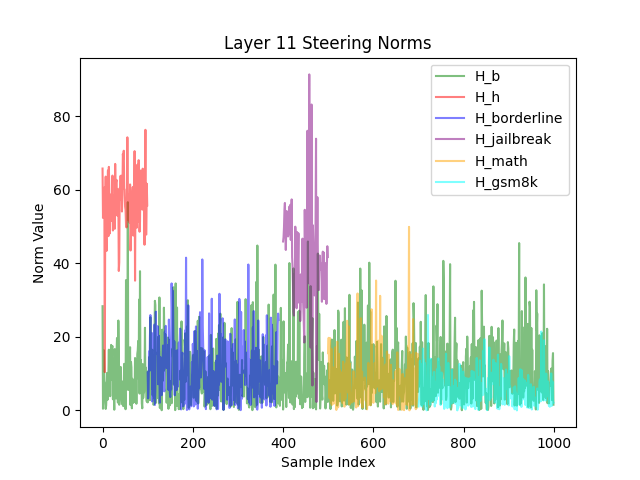 Layer 11 Steering Norms
H_b
H_h
H_borderline
H_jailbreak
H_math
H_gsm8k
Norm Value
80
60
40
20
0
0 200 400 600 800 1000
Sample Index